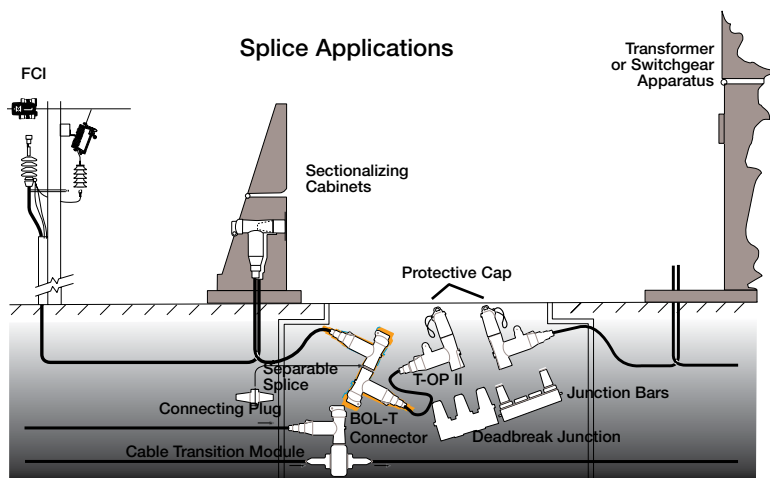 Splice Applications
FCI
Transformer
or Switchgear
Apparatus
Sectionalizing
Cabinets
Protective Cap
Separable
Splice
T-OP II
Connecting Plug
Junction Bars
BOL-T
Connector
Deadbreak Junction
Cable Transition Module